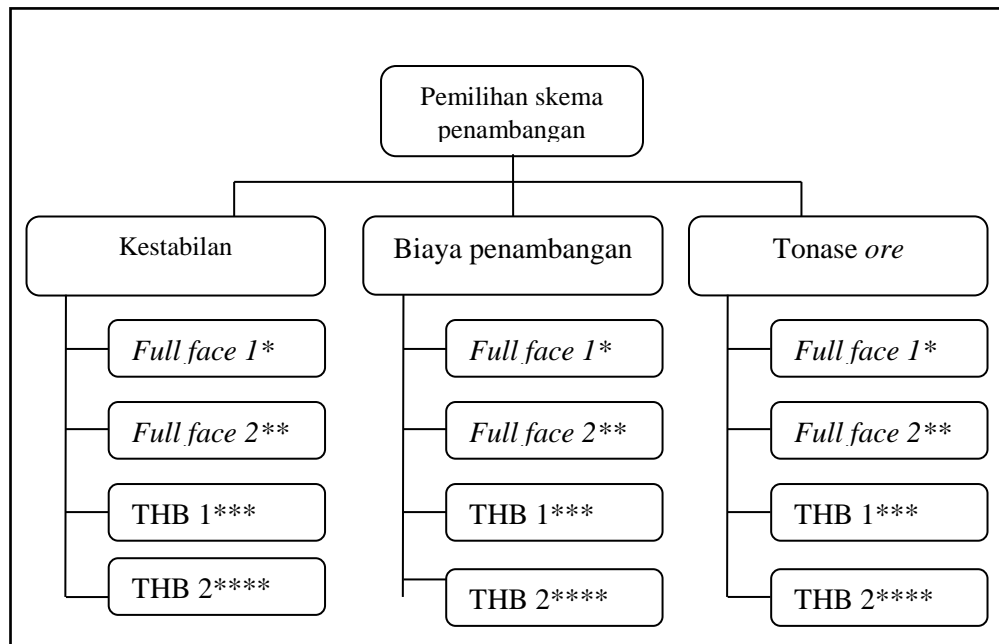 Pemilihan skema
penambangan
Kestabilan
Biaya penambangan
Tonase ore
Full face 1*
Full face 1*
Full face 1*
Full face 2**
Full face 2**
Full face 2**
THB 1***
THB 1***
THB 1***
THB 2****
THB 2****
THB 2****